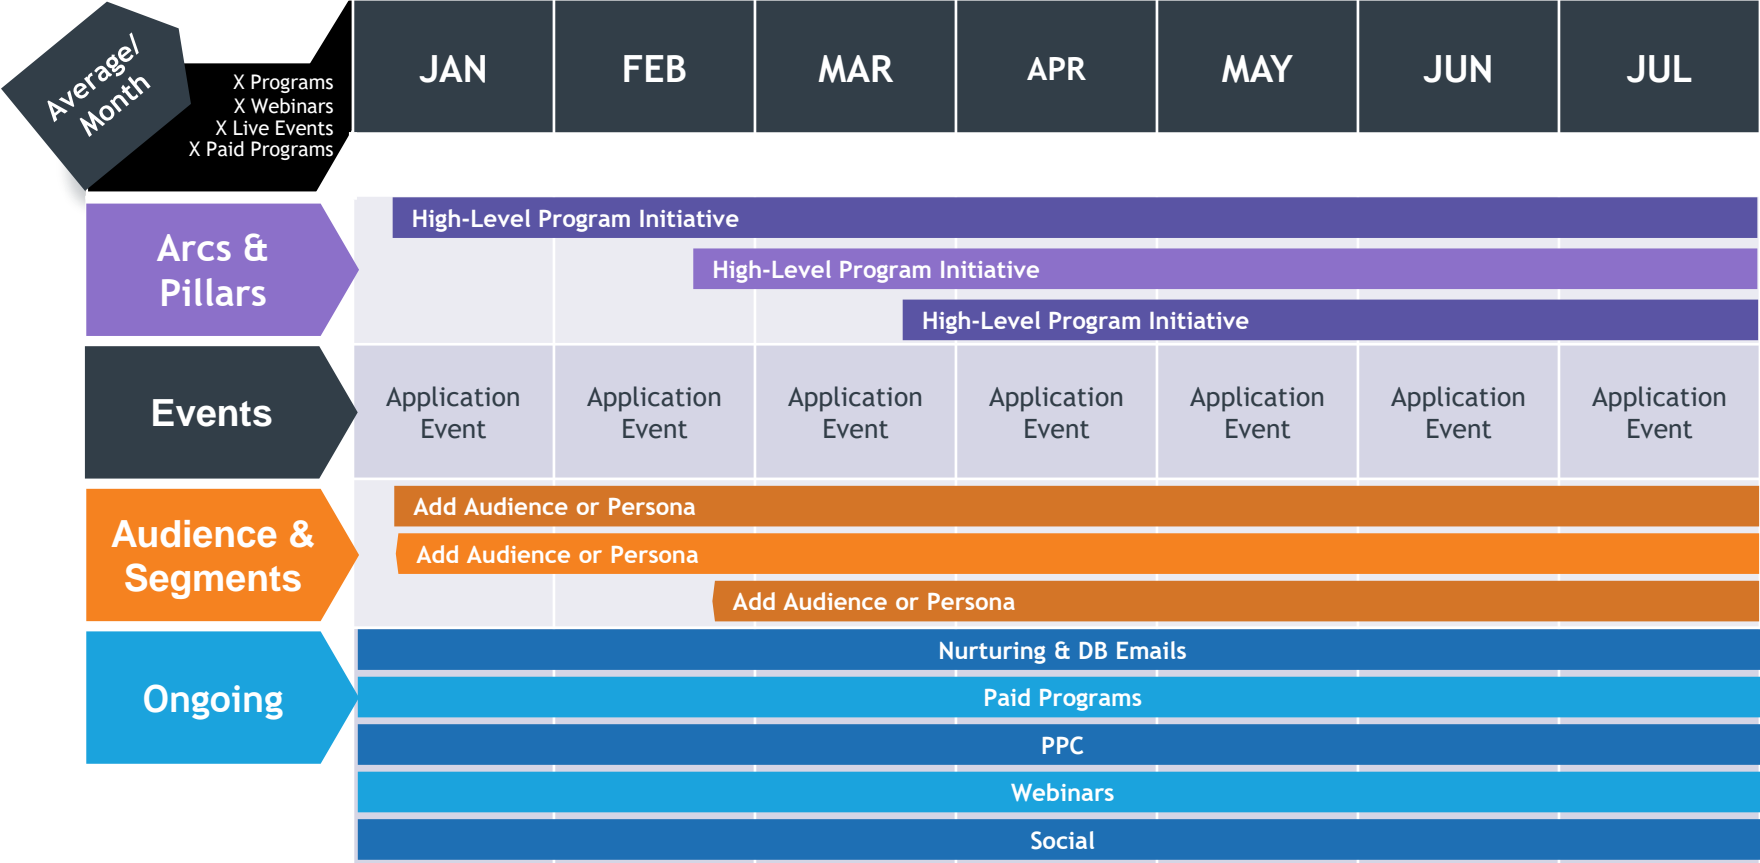 Average/
Month
X Programs
X Webinars
X Live Events
X Paid Programs
JAN
FEB
MAR
APR
MAY
JUN
JUL
Arcs &
Pillars
High-Level Program Initiative
High-Level Program Initiative
High-Level Program Initiative
Events
Application
Event
Application
Event
Application
Event
Application
Event
Application
Event
Application
Event
Application
Event
Audience &
Segments
Add Audience or Persona
Add Audience or Persona
Add Audience or Persona
Ongoing
Nurturing & DB Emails
Paid Programs
PPC
Webinars
Social